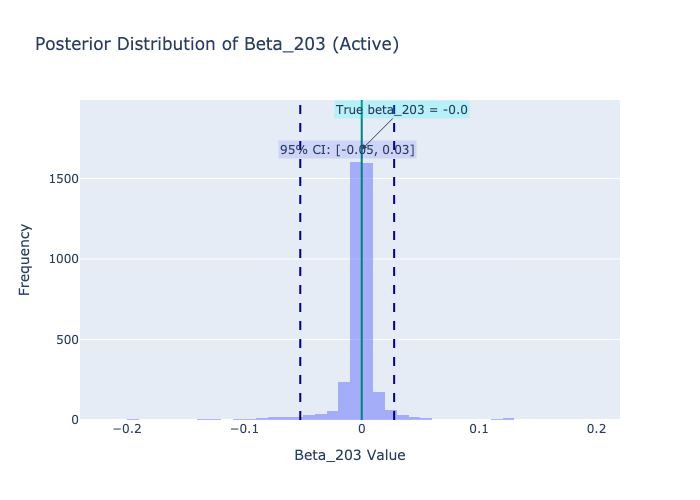 Posterior Distribution of Beta_203 (Active)
True beta_203 = -0.0
95% CI: [-0.05, 0.03]
1500
1000
500
0
Frequency
−0.2
−0.1
0
0.1
0.2
Beta_203 Value